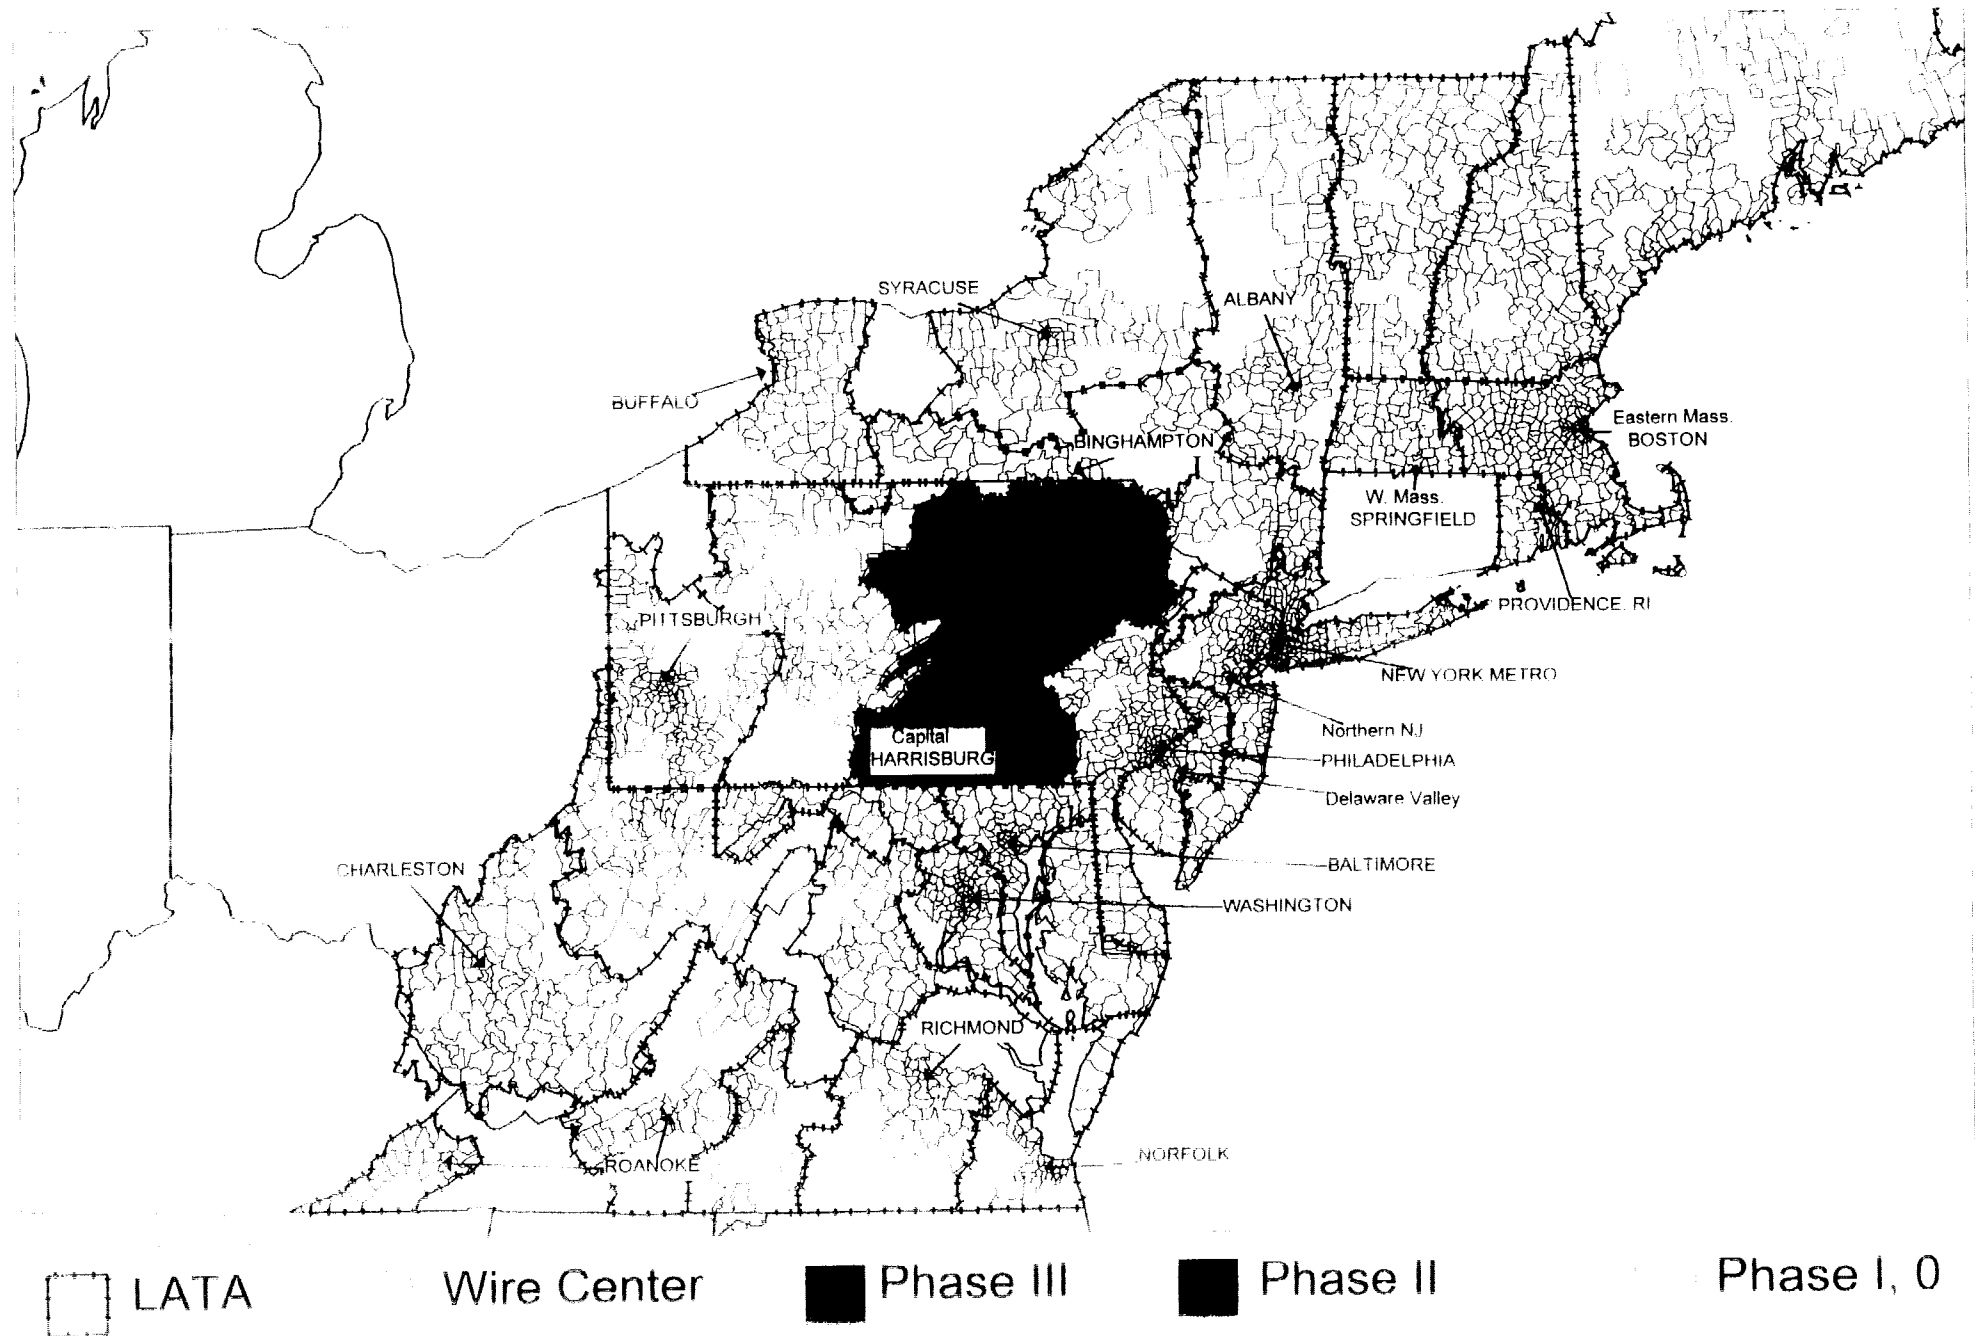 SYRACUSE
ALBANY
BUFFALO
BINGHAMPTON
Eastern Mass.
BOSTON
W. Mass.
SPRINGFIELD
PROVIDENCE, RI
PITTSBURGH
NEW YORK METRO
Capital
HARRISBURG
Northern NJ
PHILADELPHIA
Delaware Valley
CHARLESTON
BALTIMORE
WASHINGTON
RICHMOND
ROANOKE
NORFOLK
LATA
Wire Center
Phase III
Phase II
Phase I, 0